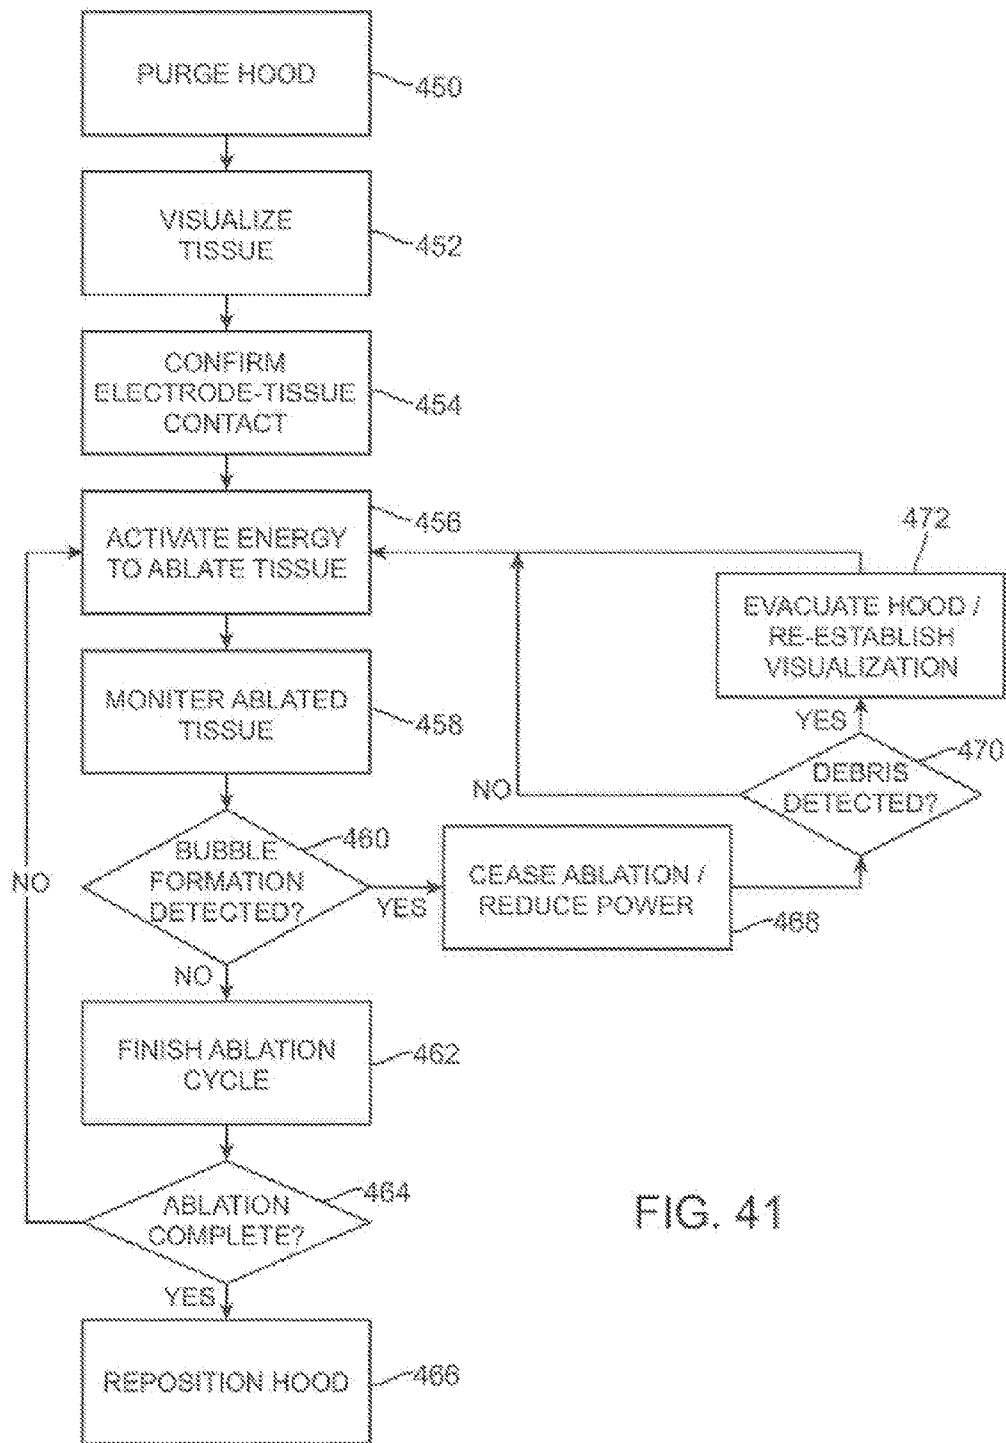 PURGE HOOD
450
VISUALIZE
TISSUE
452
CONFIRM
ELECTRODE-TISSUE
CONTACT
454
ACTIVATE ENERGY
TO ABLATE TISSUE
456
MONITER ABLATED
TISSUE
458
BUBBLE
FORMATION
DETECTED?
460
YES
NO
CEASE ABLATION /
REDUCE POWER
468
DEBRIS
DETECTED?
470
NO
YES
EVACUATE HOOD /
RE-ESTABLISH
VISUALIZATION
472
FINISH ABLATION
CYCLE
462
ABLATION
COMPLETE?
464
NO
YES
REPOSITION HOOD
466
FIG. 41